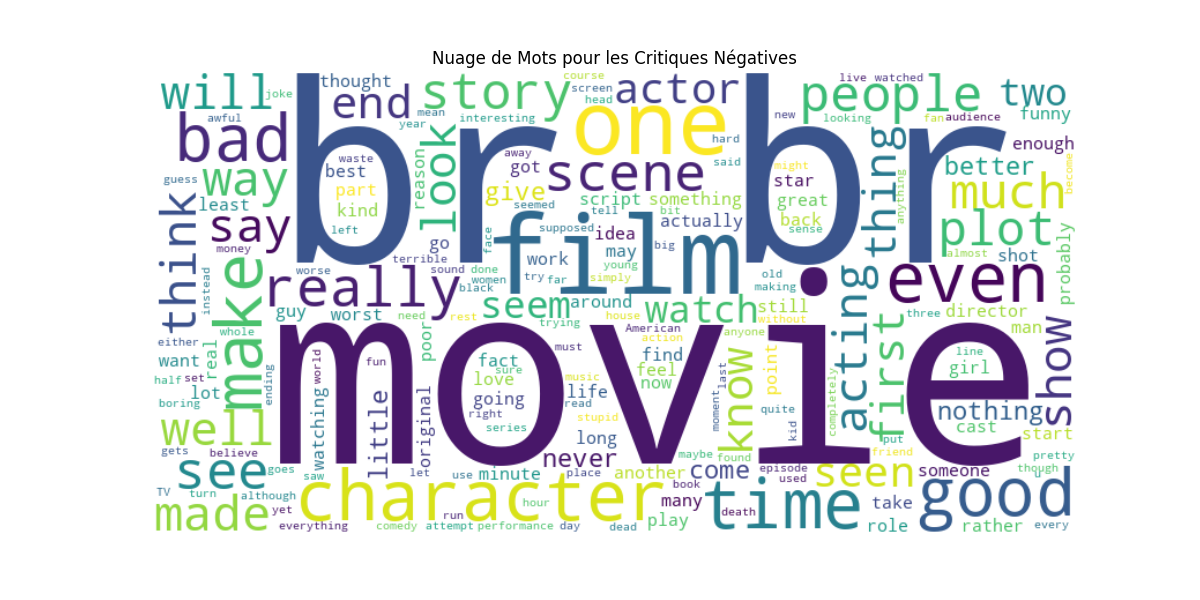 Nuage de Mots pour les Critiques Négatives
will
joke
thought
course
screen
head
actor
live watched
people
two
funny
awful
end
mean
year
story
interesting
one
new
looking
fan
audience
bad
br br
look
reason
away
got
scene
hard
said
thing
enough
guess
way
waste
best
part
kind
left
give
seemed
script
something
tell
bit
might
star
great
back
sense
anything
better
much
become
think
least
say
money
go
face
film
supposed
idea
actually
may
big
young
work
try
far
simply
plot
almost
shot
probably
instead
make
worse
really
terrible
sound
done
women
black
seem
around
house
watch
old
making
still
without
acting
even
three
director
man
guy
worst
need
rest
trying
American
action
anyone
whole
either
want
real
poor
movie
must
find
feel
now
first
line
girl
show
half
set
lot
boring
ending
world
fun
fact
sure
love
going
right
series
music
life
read
stupid
long
know
last
moment
point
quite
kid
completely
put
nothing
cast
start
well
gets
believe
watching
little
original
never
maybe
found
friend
pretty
see
goes
saw
let
use
minute
place
another
come
episode
used
seen
someone
though
TV
turn
although
character
hour
book
many
time
death
take
good
made
yet
everything
comedy
run
attempt
performance
day
dead
play
role
rather
every